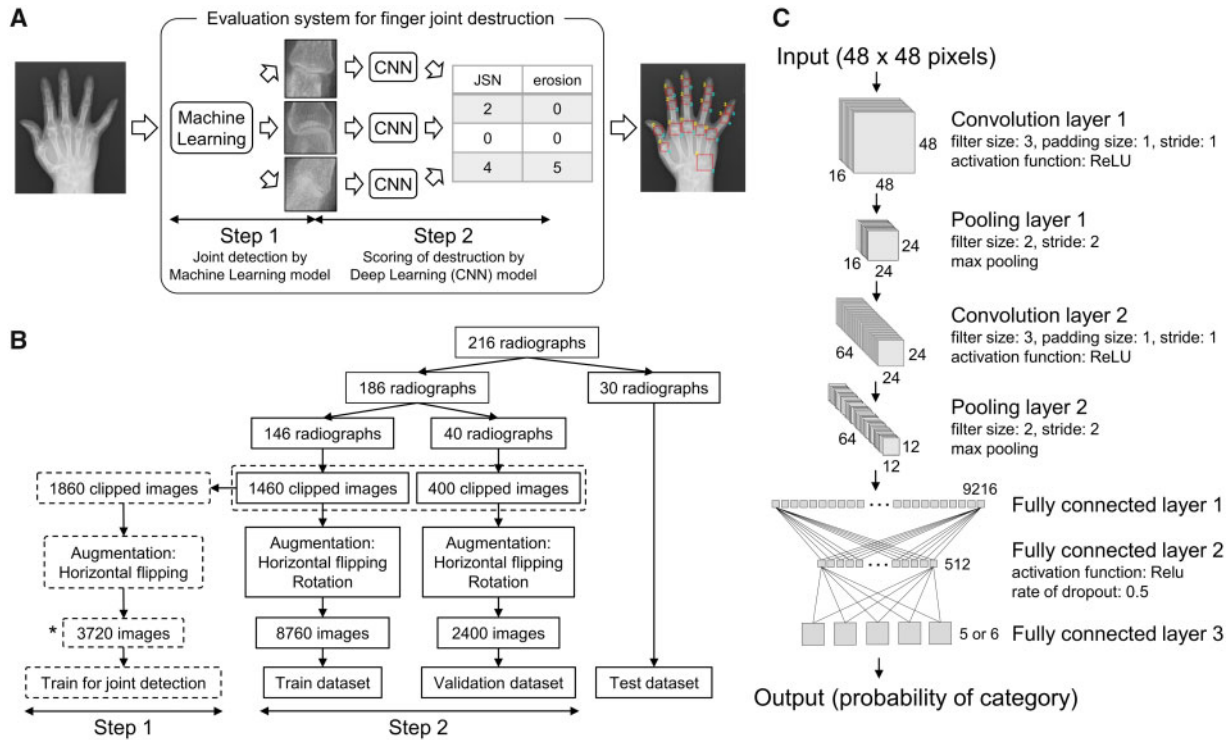 A
Evaluation system for finger joint destruction
Machine
Learning
CNN
CNN
CNN
JSN erosion
2 0
0 0
4 5
Step 1
Joint detection by
Machine Learning model
Step 2
Scoring of destruction by
Deep Learning (CNN) model
B
216 radiographs
186 radiographs
30 radiographs
146 radiographs
40 radiographs
1860 clipped images
1460 clipped images
400 clipped images
Augmentation:
Horizontal flipping
Augmentation:
Horizontal flipping
Rotation
Augmentation:
Horizontal flipping
Rotation
* 3720 images
8760 images
2400 images
Train for joint detection
Train dataset
Validation dataset
Test dataset
Step 1
Step 2
C
Input (48 x 48 pixels)
48
16
48
Convolution layer 1
filter size: 3, padding size: 1, stride: 1
activation function: ReLU
24
16
24
Pooling layer 1
filter size: 2, stride: 2
max pooling
64
24
24
Convolution layer 2
filter size: 3, padding size: 1, stride: 1
activation function: ReLU
64
12
12
Pooling layer 2
filter size: 2, stride: 2
max pooling
9216
Fully connected layer 1
512
Fully connected layer 2
activation function: Relu
rate of dropout: 0.5
5 or 6
Fully connected layer 3
Output (probability of category)